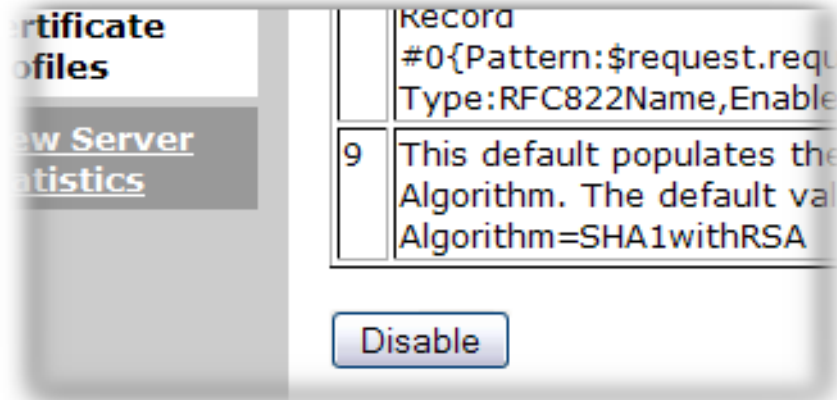 rtificate
ofiles
ew Server
atistics
Record
#0{Pattern:$request.requ
Type:RFC822Name,Enable
9 This default populates the
Algorithm. The default val
Algorithm=SHA1withRSA
Disable